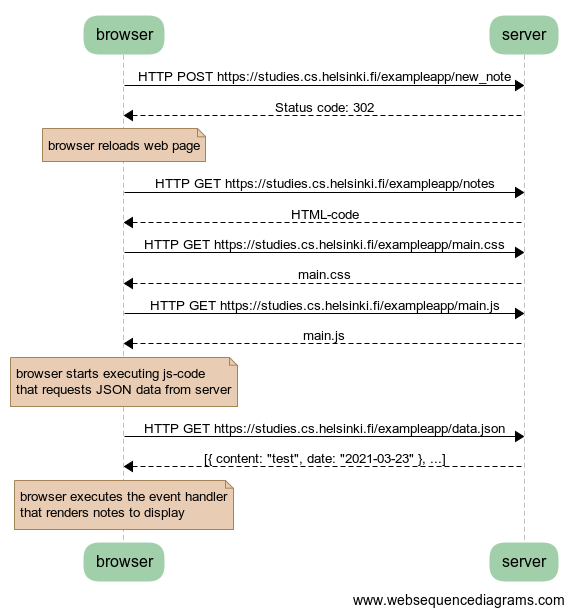 browser
server
HTTP POST https://studies.cs.helsinki.fi/exampleapp/new_note
Status code: 302
browser reloads web page
HTTP GET https://studies.cs.helsinki.fi/exampleapp/notes
HTML-code
HTTP GET https://studies.cs.helsinki.fi/exampleapp/main.css
main.css
HTTP GET https://studies.cs.helsinki.fi/exampleapp/main.js
main.js
browser starts executing js-code
that requests JSON data from server
HTTP GET https://studies.cs.helsinki.fi/exampleapp/data.json
[{ content: "test", date: "2021-03-23" }, ...]
browser executes the event handler
that renders notes to display
browser
server
www.websequencediagrams.com